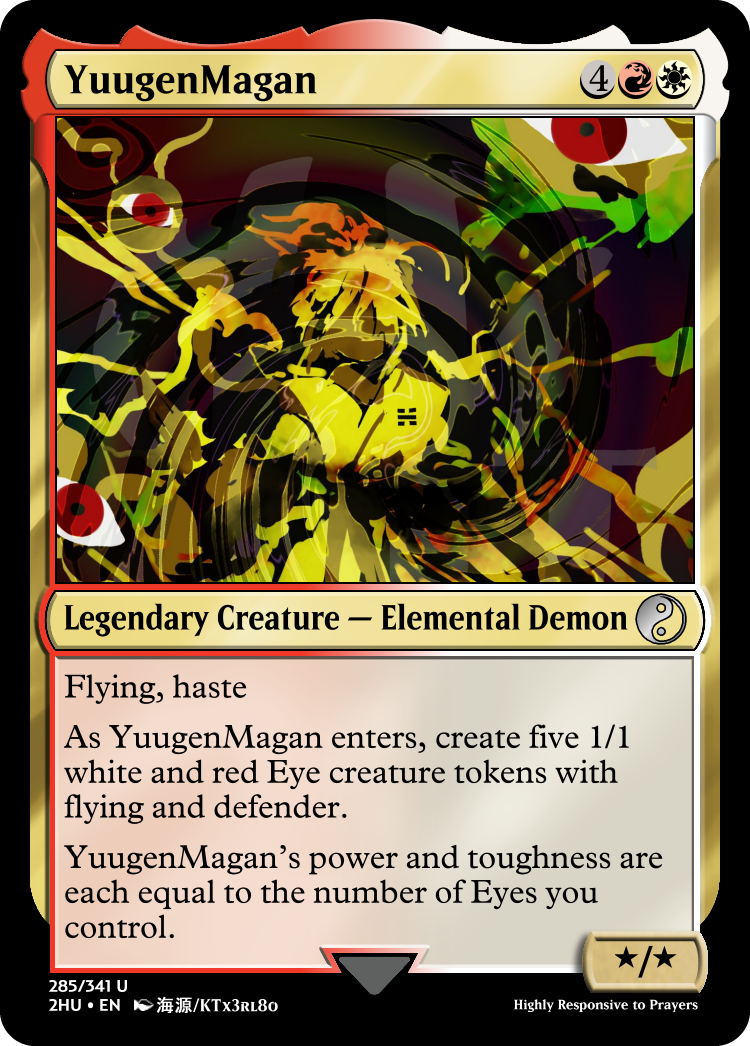 YuugenMagan 4
Legendary Creature — Elemental Demon
Flying, haste
As YuugenMagan enters, create five 1/1
white and red Eye creature tokens with
flying and defender.
YuugenMagan's power and toughness are
each equal to the number of Eyes you
control.
★/★
285/341 U
2HU • EN 海源/KTx3RL8O
Highly Responsive to Prayers